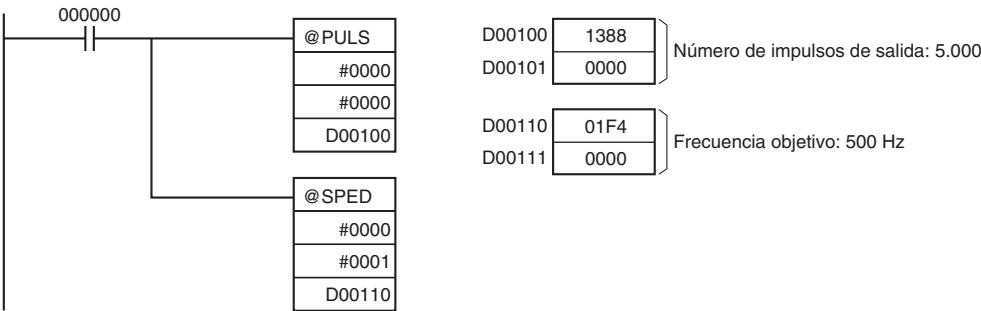 000000
@PULS
#0000
#0000
D00100
D00100 1388
D00101 0000
Número de impulsos de salida: 5.000
D00110 01F4
D00111 0000
Frecuencia objetivo: 500 Hz
@SPED
#0000
#0001
D00110